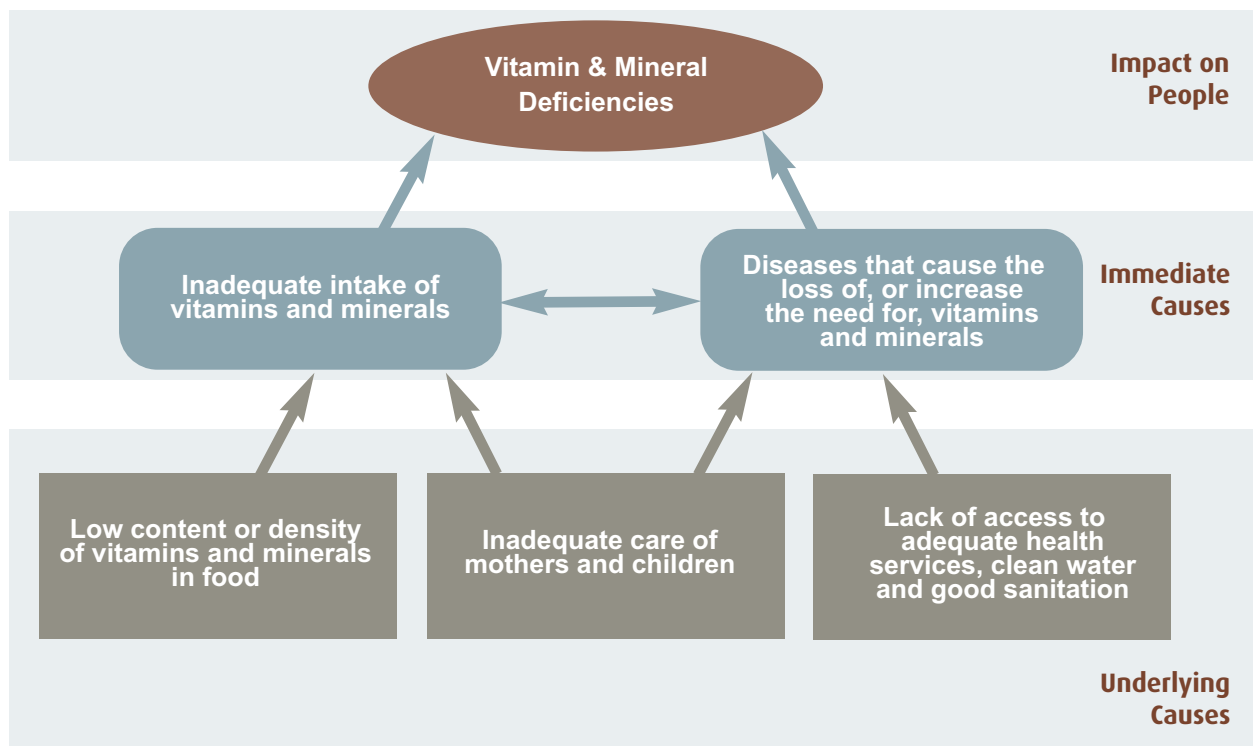 Vitamin & Mineral
Deficiencies
Impact on
People
Inadequate intake of
vitamins and minerals
Diseases that cause the
loss of, or increase
the need for, vitamins
and minerals
Immediate
Causes
Low content or density
of vitamins and minerals
in food
Inadequate care of
mothers and children
Lack of access to
adequate health
services, clean water
and good sanitation
Underlying
Causes